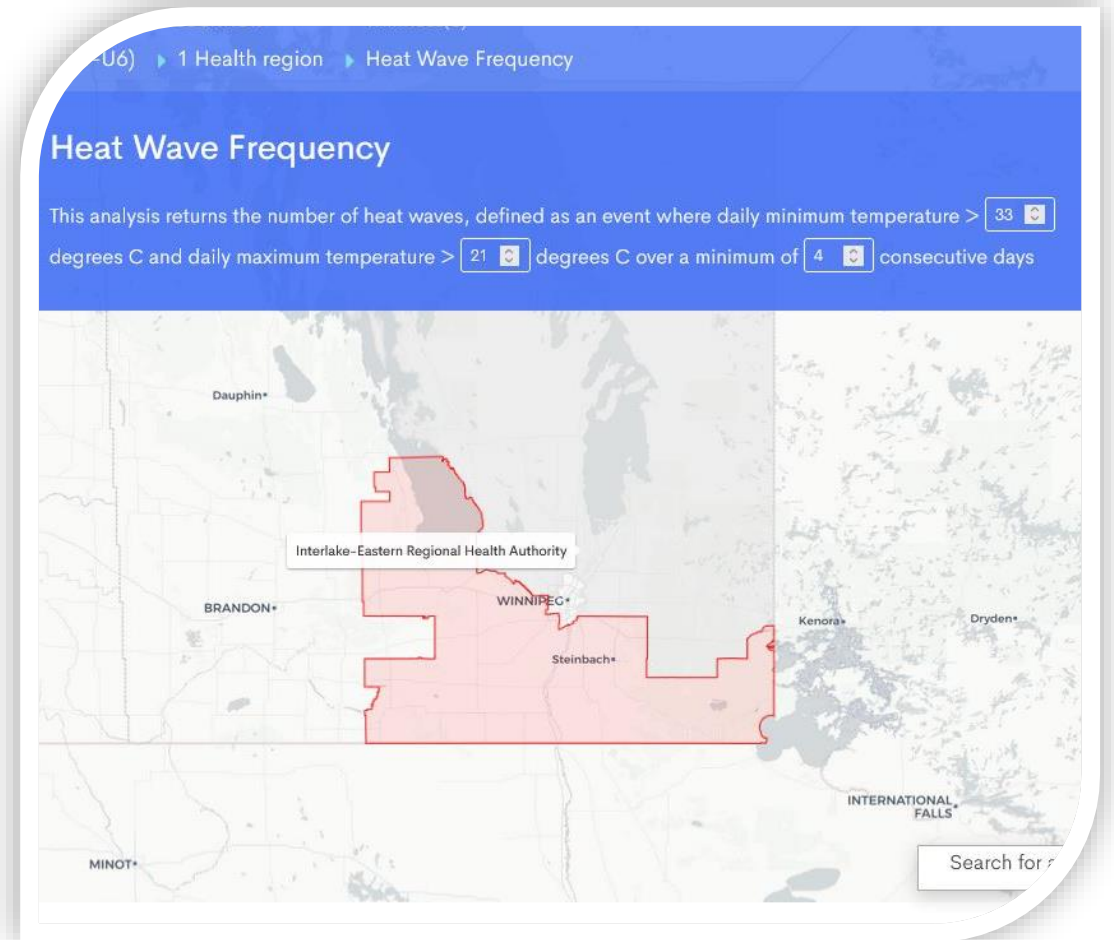 U6) 1 Health region Heat Wave Frequency
Heat Wave Frequency
This analysis returns the number of heat waves, defined as an event where daily minimum temperature > 33
degrees C and daily maximum temperature > 21 degrees C over a minimum of 4 consecutive days
Dauphin
Interlake-Eastern Regional Health Authority
BRANDON
WINNIPEG
Kenora
Dryden
Steinbach
INTERNATIONAL
FALLS
MINOT
Search for a